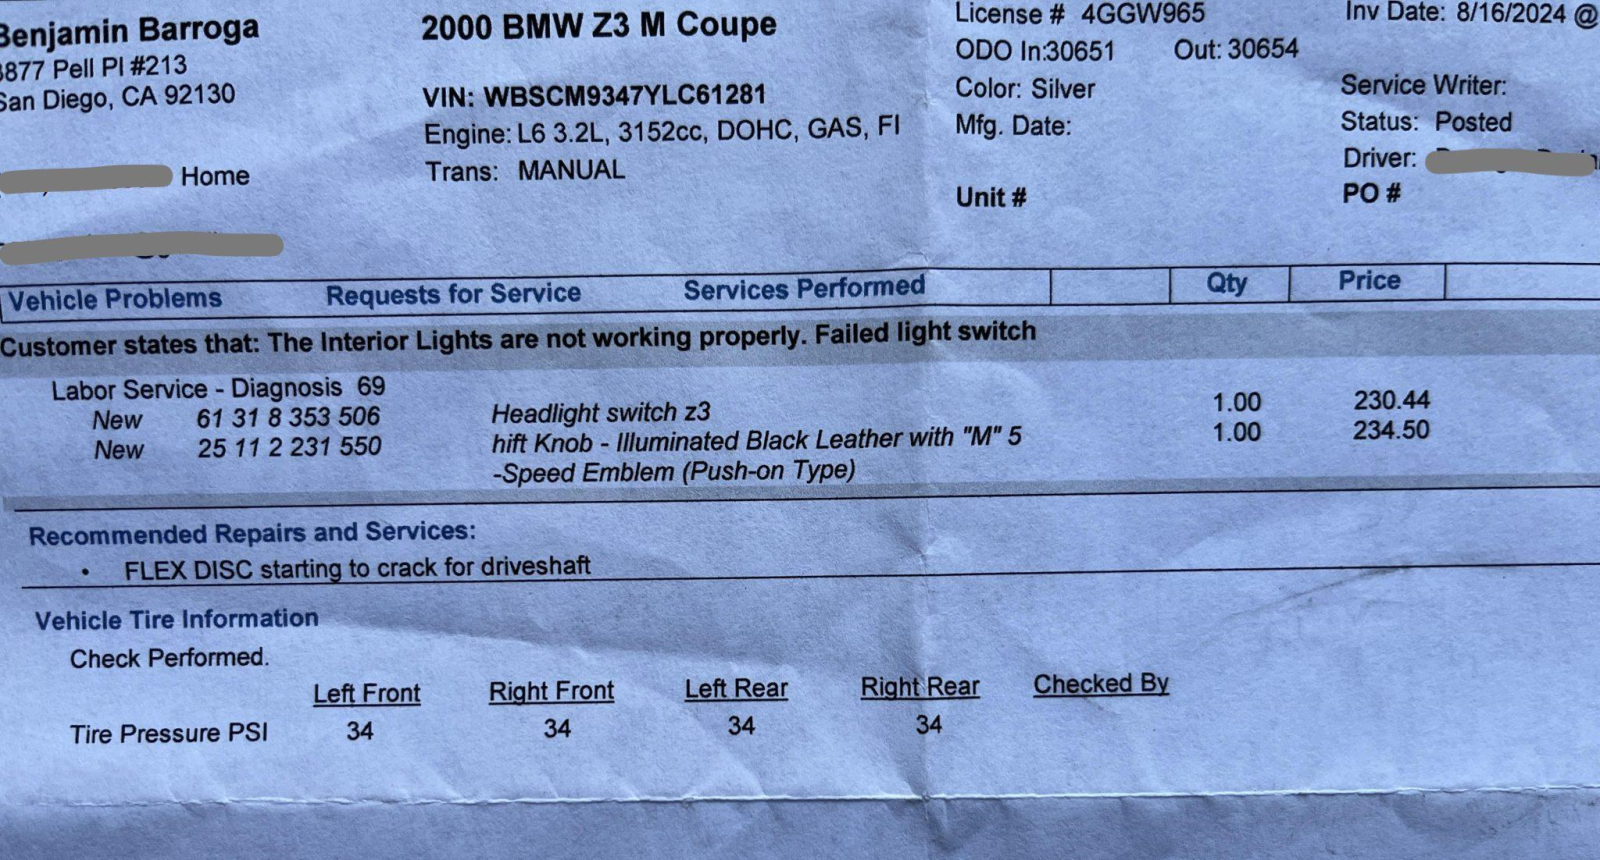 Benjamin Barroga
8877 Pell Pl #213
San Diego, CA 92130
Home
2000 BMW Z3 M Coupe
VIN: WBSCM9347YLC61281
Engine: L6 3.2L, 3152cc, DOHC, GAS, FI
Trans: MANUAL
License # 4GGW965
ODO In:30651 Out: 30654
Color: Silver
Mfg. Date:
Unit #
Inv Date: 8/16/2024 @
Service Writer:
Status: Posted
Driver:
PO #
Vehicle Problems Requests for Service Services Performed Qty Price
Customer states that: The Interior Lights are not working properly. Failed light switch
Labor Service - Diagnosis 69
New 61 31 8 353 506 Headlight switch z3 1.00 230.44
New 25 11 2 231 550 hift Knob - Illuminated Black Leather with "M" 5 1.00 234.50
-Speed Emblem (Push-on Type)
Recommended Repairs and Services:
• FLEX DISC starting to crack for driveshaft
Vehicle Tire Information
Check Performed.
Left Front Right Front Left Rear Right Rear Checked By
Tire Pressure PSI 34 34 34 34